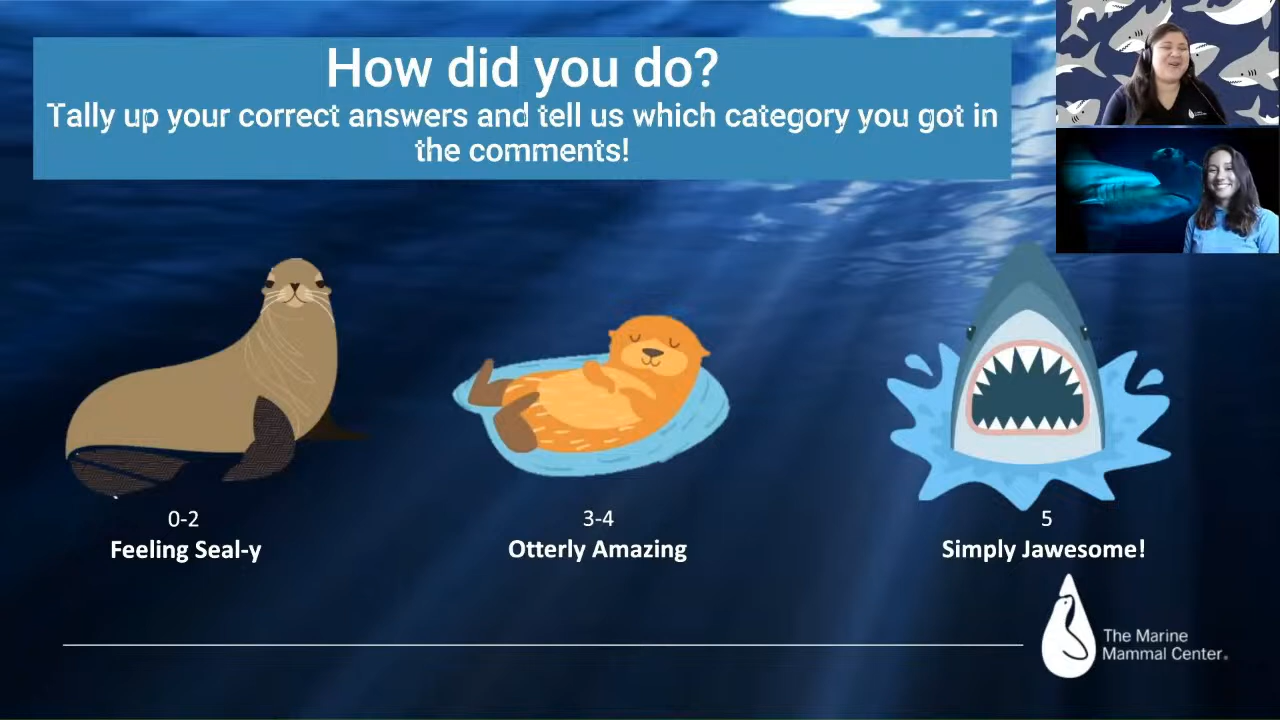 How did you do?
Tally up your correct answers and tell us which category you got in
the comments!
0-2
Feeling Seal-y
3-4
Otterly Amazing
5
Simply Jawesome!
The Marine
Mammal Center.